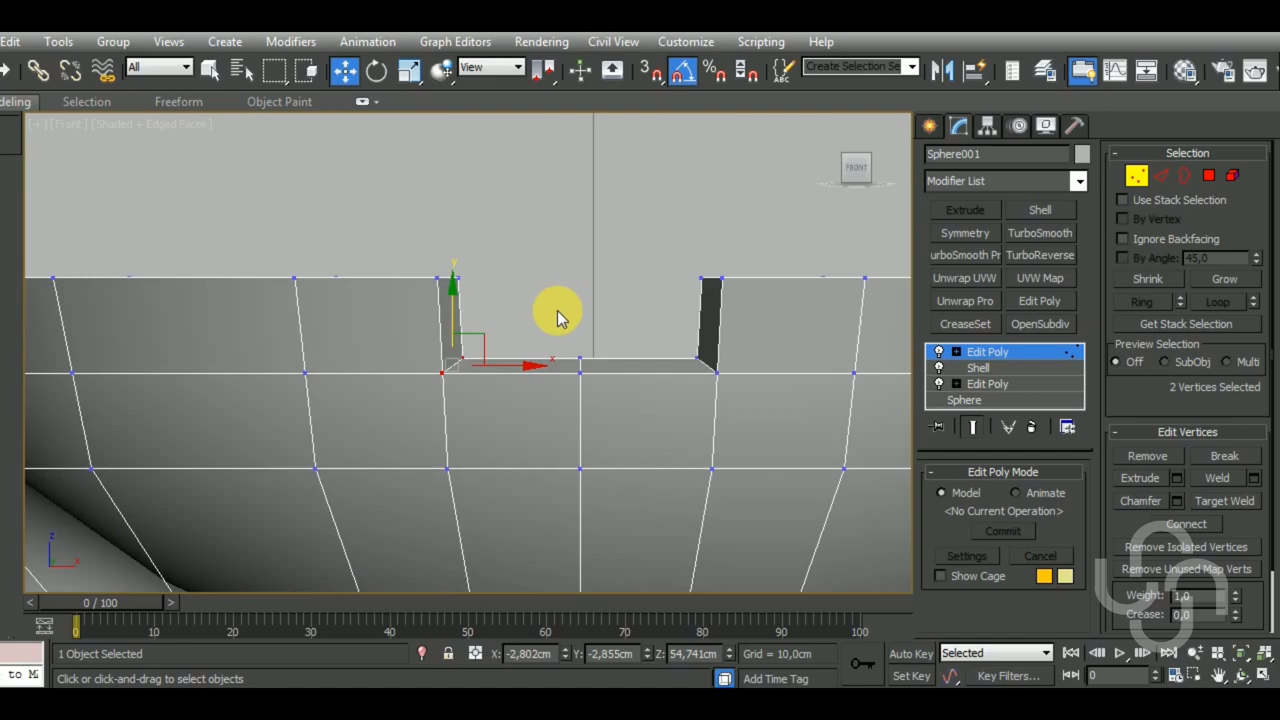 Edit Tools Group Views Create Modifiers Animation Graph Editors Rendering Civil View Customize Scripting Help
All View 3 Create Selection Se
deling Selection Freeform Object Paint
[+] [Front] [Shaded + Edged Faces]
FRONT
y
x
z
x
Sphere001
Modifier List
Extrude Shell
Symmetry TurboSmooth
urboSmooth Pr TurboReverse
Unwrap UVW UVW Map
Unwrap Pro Edit Poly
CreaseSet OpenSubdiv
Edit Poly
Shell
Edit Poly
Sphere
- Edit Poly Mode
Model Animate
<No Current Operation>
Commit
Settings Cancel
Show Cage
- Selection
Use Stack Selection
By Vertex
Ignore Backfacing
By Angle: 45,0
Shrink Grow
Ring Loop
Get Stack Selection
Preview Selection
Off SubObj Multi
2 Vertices Selected
- Edit Vertices
Remove Break
Extrude Weld
Chamfer Target Weld
Connect
Remove Isolated Vertices
Remove Unused Map Verts
Weight: 1,0
Crease: 0,0
< 0 / 100 >
0 10 20 30 40 50 60 70 80 90 100
1 Object Selected X: -2,802cm Y: -2,855cm Z: 54,741cm Grid = 10,0cm Auto Key Selected
to Mi Click or click-and-drag to select objects Add Time Tag Set Key Key Filters... 0